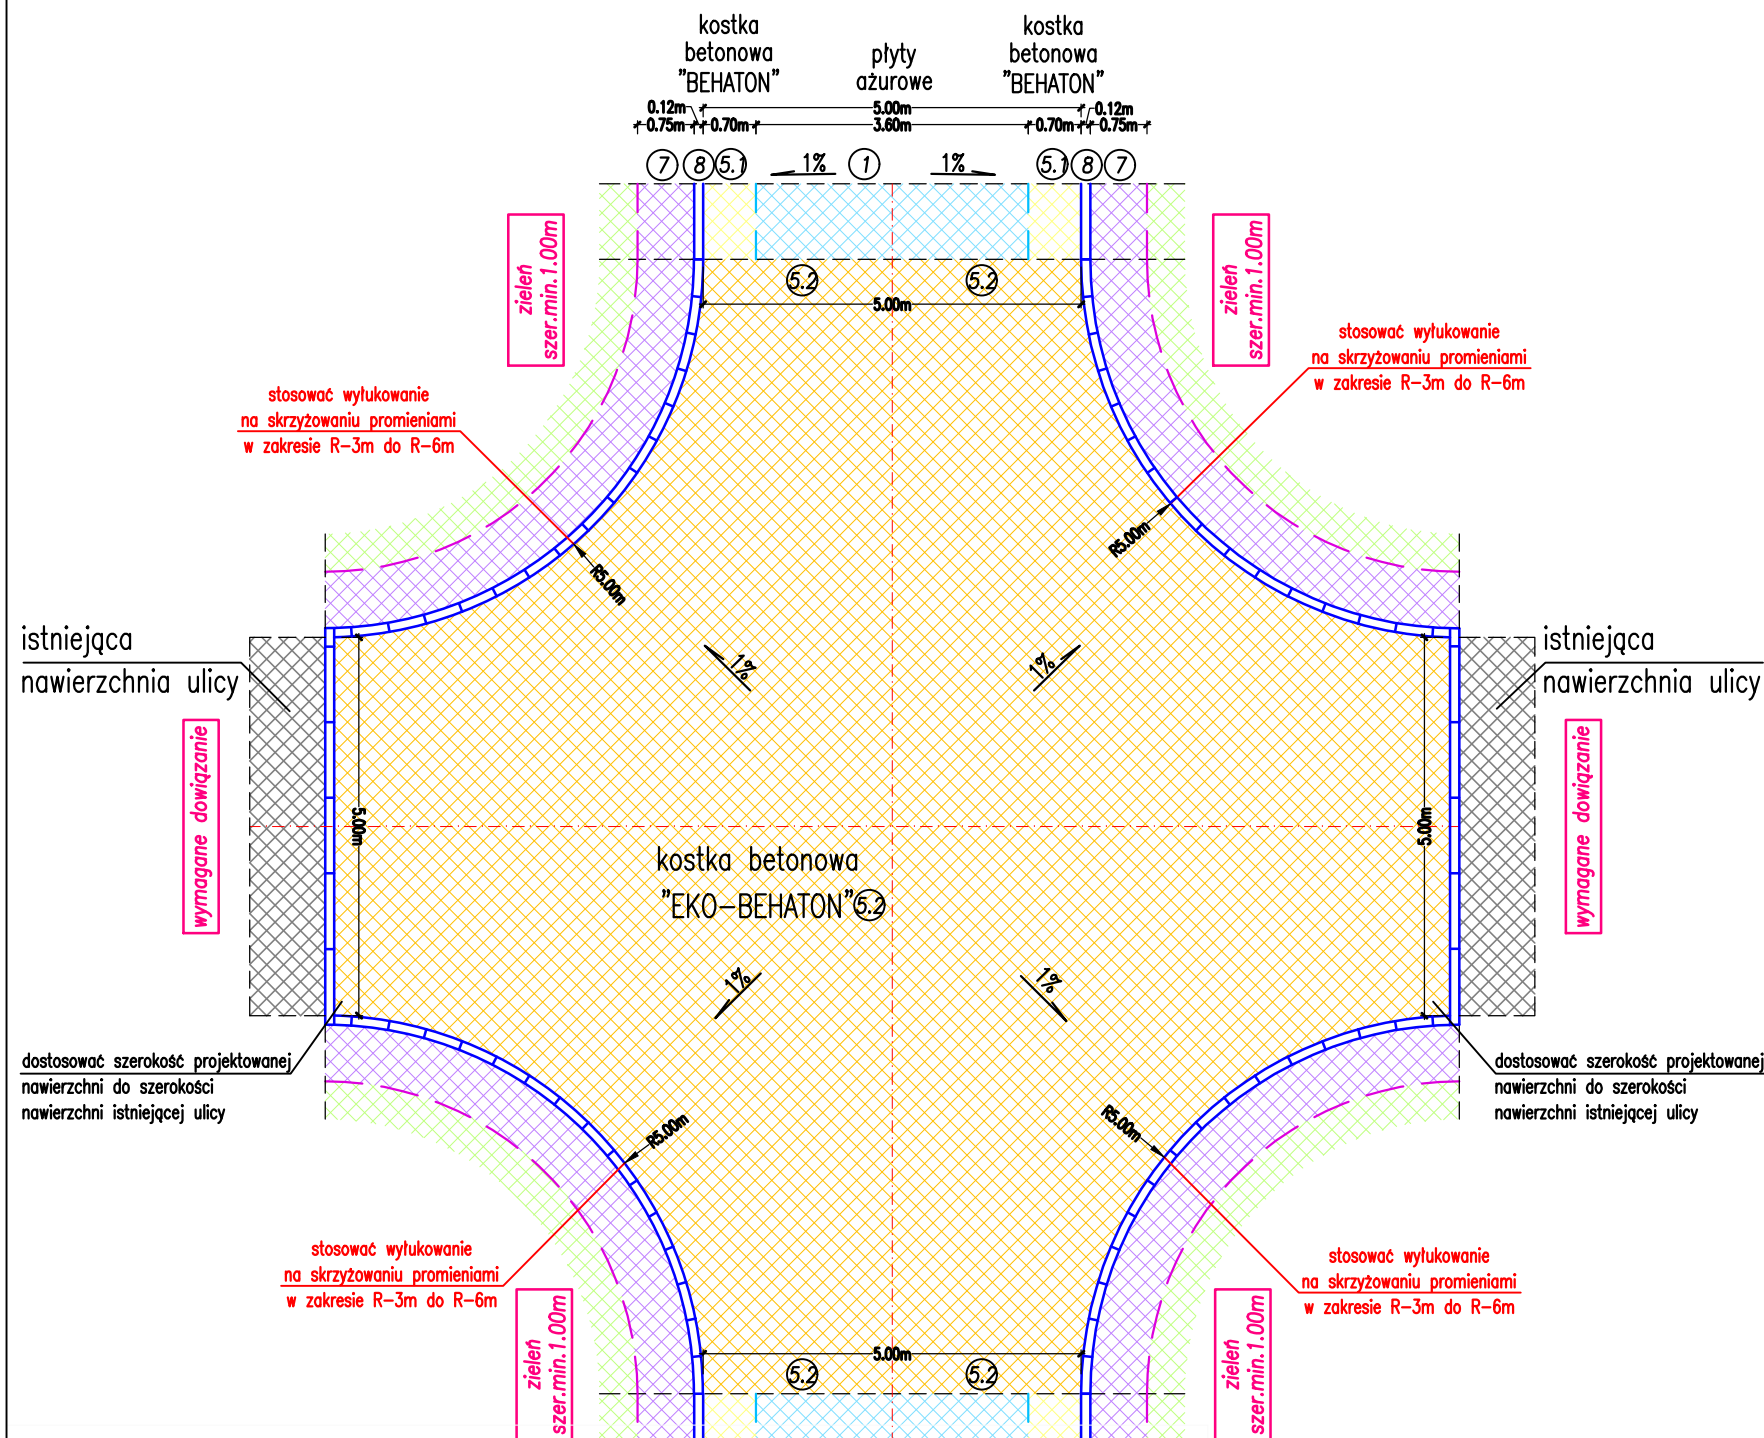 kostka
betonowa
"BEHATON"
płyty
ażurowe
kostka
betonowa
"BEHATON"
0.12m
5.00m
0.12m
0.75m
0.70m
3.60m
0.70m
0.75m
7
8
5.1
1%
1
1%
5.1
8
7
zieleń
szer.min.1.00m
zieleń
szer.min.1.00m
5.2
5.2
5.00m
stosować wyłukowanie
na skrzyżowaniu promieniami
w zakresie R-3m do R-6m
stosować wyłukowanie
na skrzyżowaniu promieniami
w zakresie R-3m do R-6m
R5.00m
R5.00m
istniejąca
nawierzchnia ulicy
istniejąca
nawierzchnia ulicy
1%
1%
wymagane dowiązanie
wymagane dowiązanie
5.00m
5.00m
kostka betonowa
"EKO-BEHATON" 5.2
1%
1%
dostosować szerokość projektowanej
nawierzchni do szerokości
nawierzchni istniejącej ulicy
dostosować szerokość projektowanej
nawierzchni do szerokości
nawierzchni istniejącej ulicy
R5.00m
R5.00m
stosować wyłukowanie
na skrzyżowaniu promieniami
w zakresie R-3m do R-6m
stosować wyłukowanie
na skrzyżowaniu promieniami
w zakresie R-3m do R-6m
zieleń
szer.min.1.00m
zieleń
szer.min.1.00m
5.00m
5.2
5.2